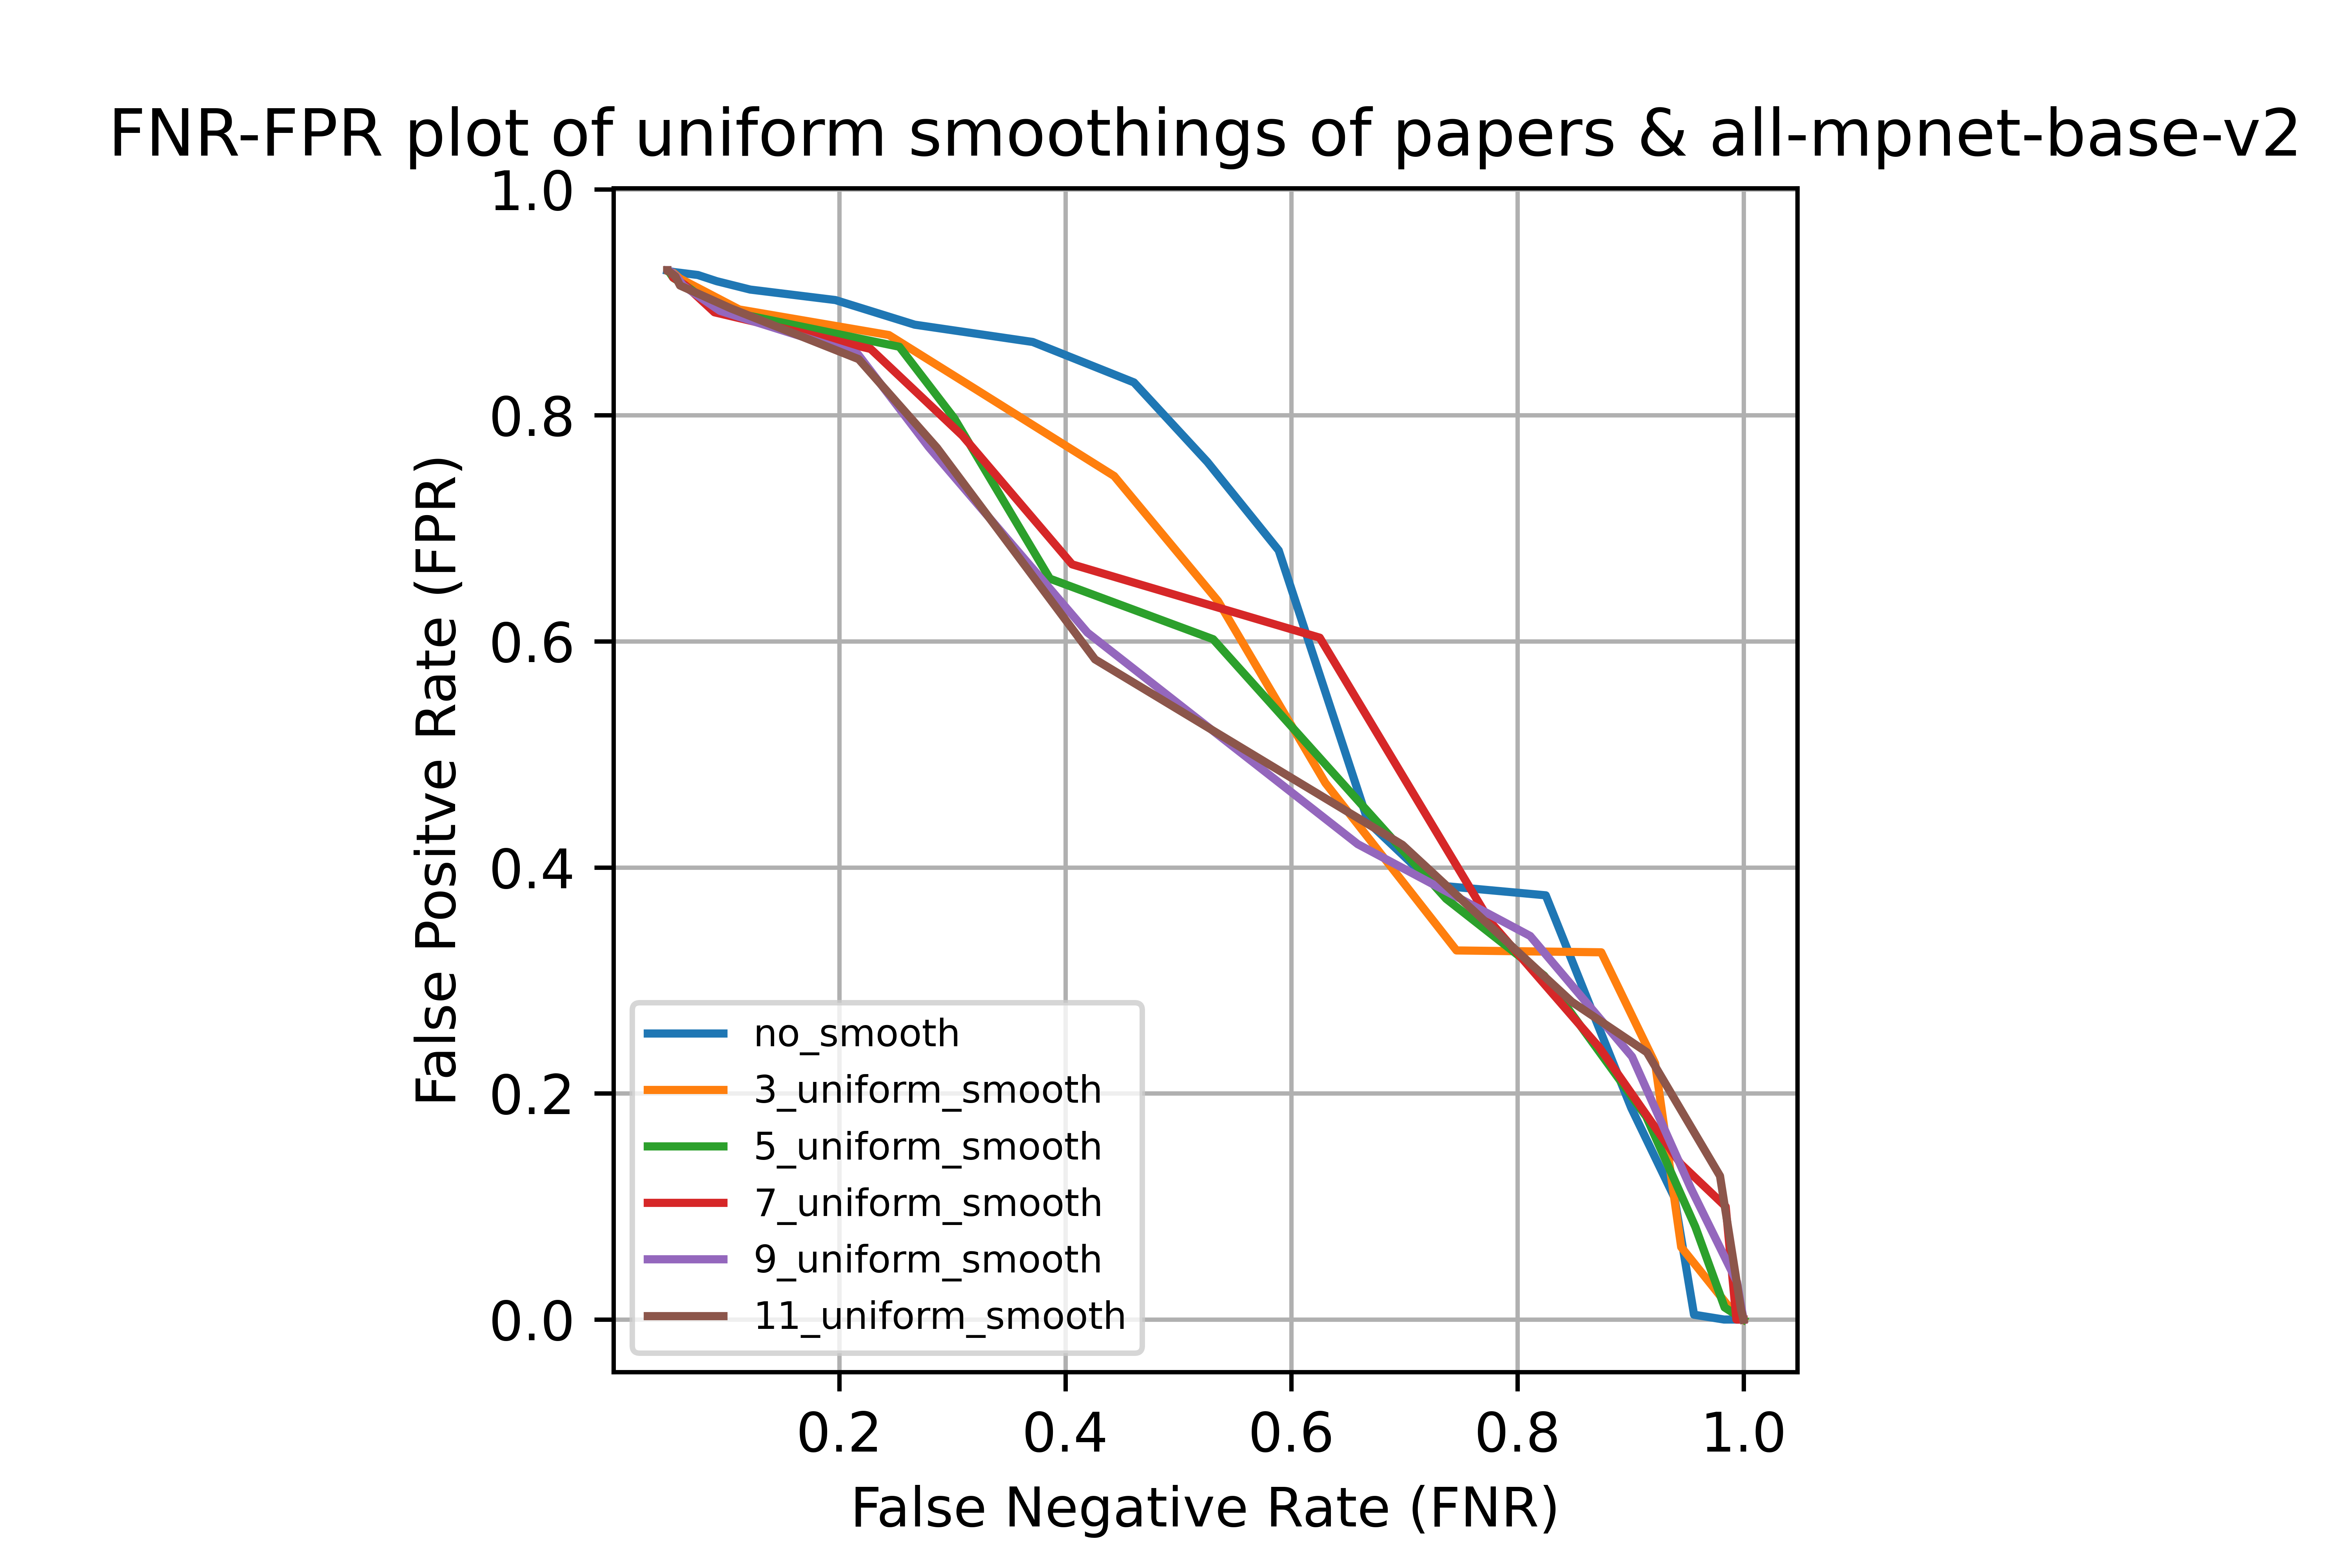 FNR-FPR plot of uniform smoothings of papers & all-mpnet-base-v2
1.0
0.8
0.6
0.4
0.2
0.0
False Positve Rate (FPR)
no_smooth
3_uniform_smooth
5_uniform_smooth
7_uniform_smooth
9_uniform_smooth
11_uniform_smooth
0.2 0.4 0.6 0.8 1.0
False Negative Rate (FNR)